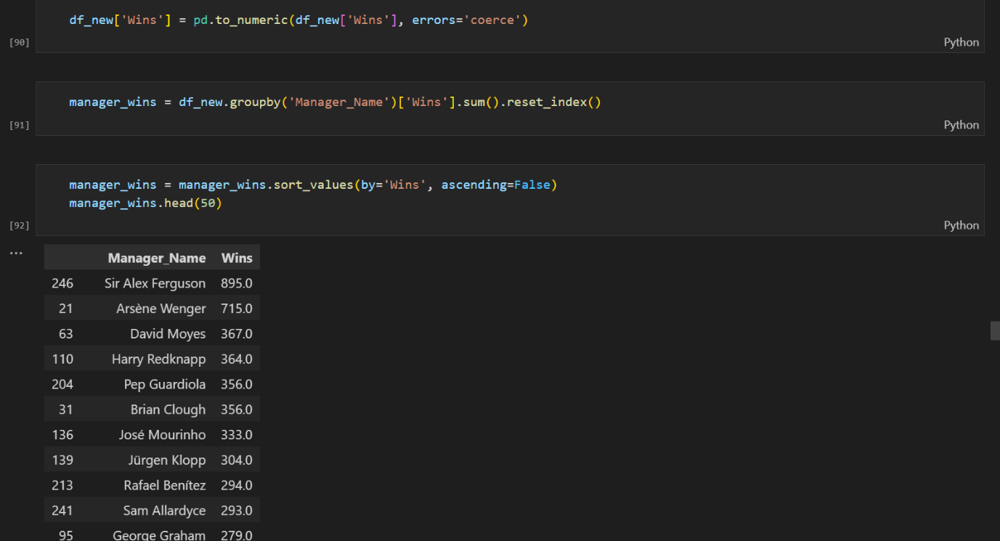 df_new['Wins'] = pd.to_numeric(df_new['Wins'], errors='coerce')
[90]
Python
manager_wins = df_new.groupby('Manager_Name')['Wins'].sum().reset_index()
[91]
Python
manager_wins = manager_wins.sort_values(by='Wins', ascending=False)
manager_wins.head(50)
[92]
Python
...
Manager_Name Wins
246 Sir Alex Ferguson 895.0
21 Arsène Wenger 715.0
63 David Moyes 367.0
110 Harry Redknapp 364.0
204 Pep Guardiola 356.0
31 Brian Clough 356.0
136 José Mourinho 333.0
139 Jürgen Klopp 304.0
213 Rafael Benítez 294.0
241 Sam Allardyce 293.0
95 George Graham 279.0